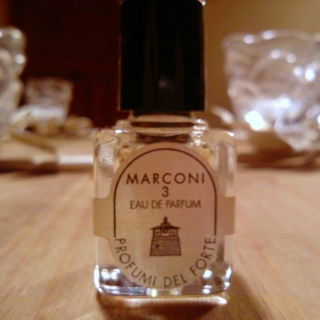 MARCONI
3
EAU DE PARFUM
PROFUMI DEL FORTE